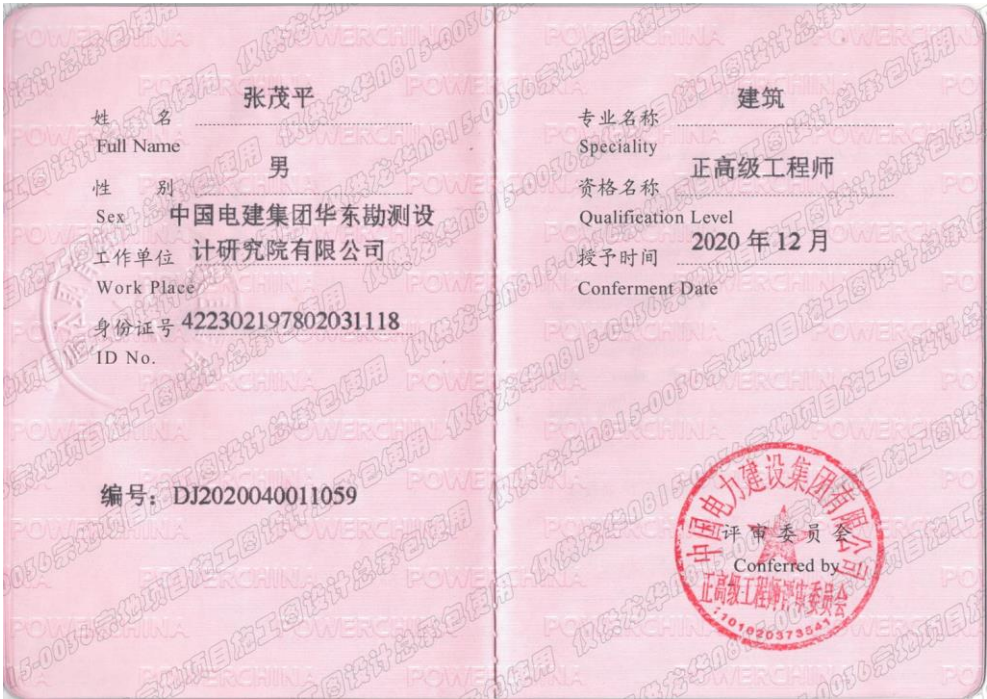 张茂平
姓 名
Full Name
男
性 别
Sex
中国电建集团华东勘测设
计研究院有限公司
工作单位
Work Place
身份证号 422302197802031118
ID No.
编号：DJ2020040011059
建筑
专业名称
Speciality
正高级工程师
资格名称
Qualification Level
2020 年 12 月
授予时间
Conferment Date
中国电力建设集团有限公司
评审委员会
Conferred by
正高级工程师评审委员会
POWERCHINA
仅供龙华A815-0036宗地项目施工图设计总承包使用